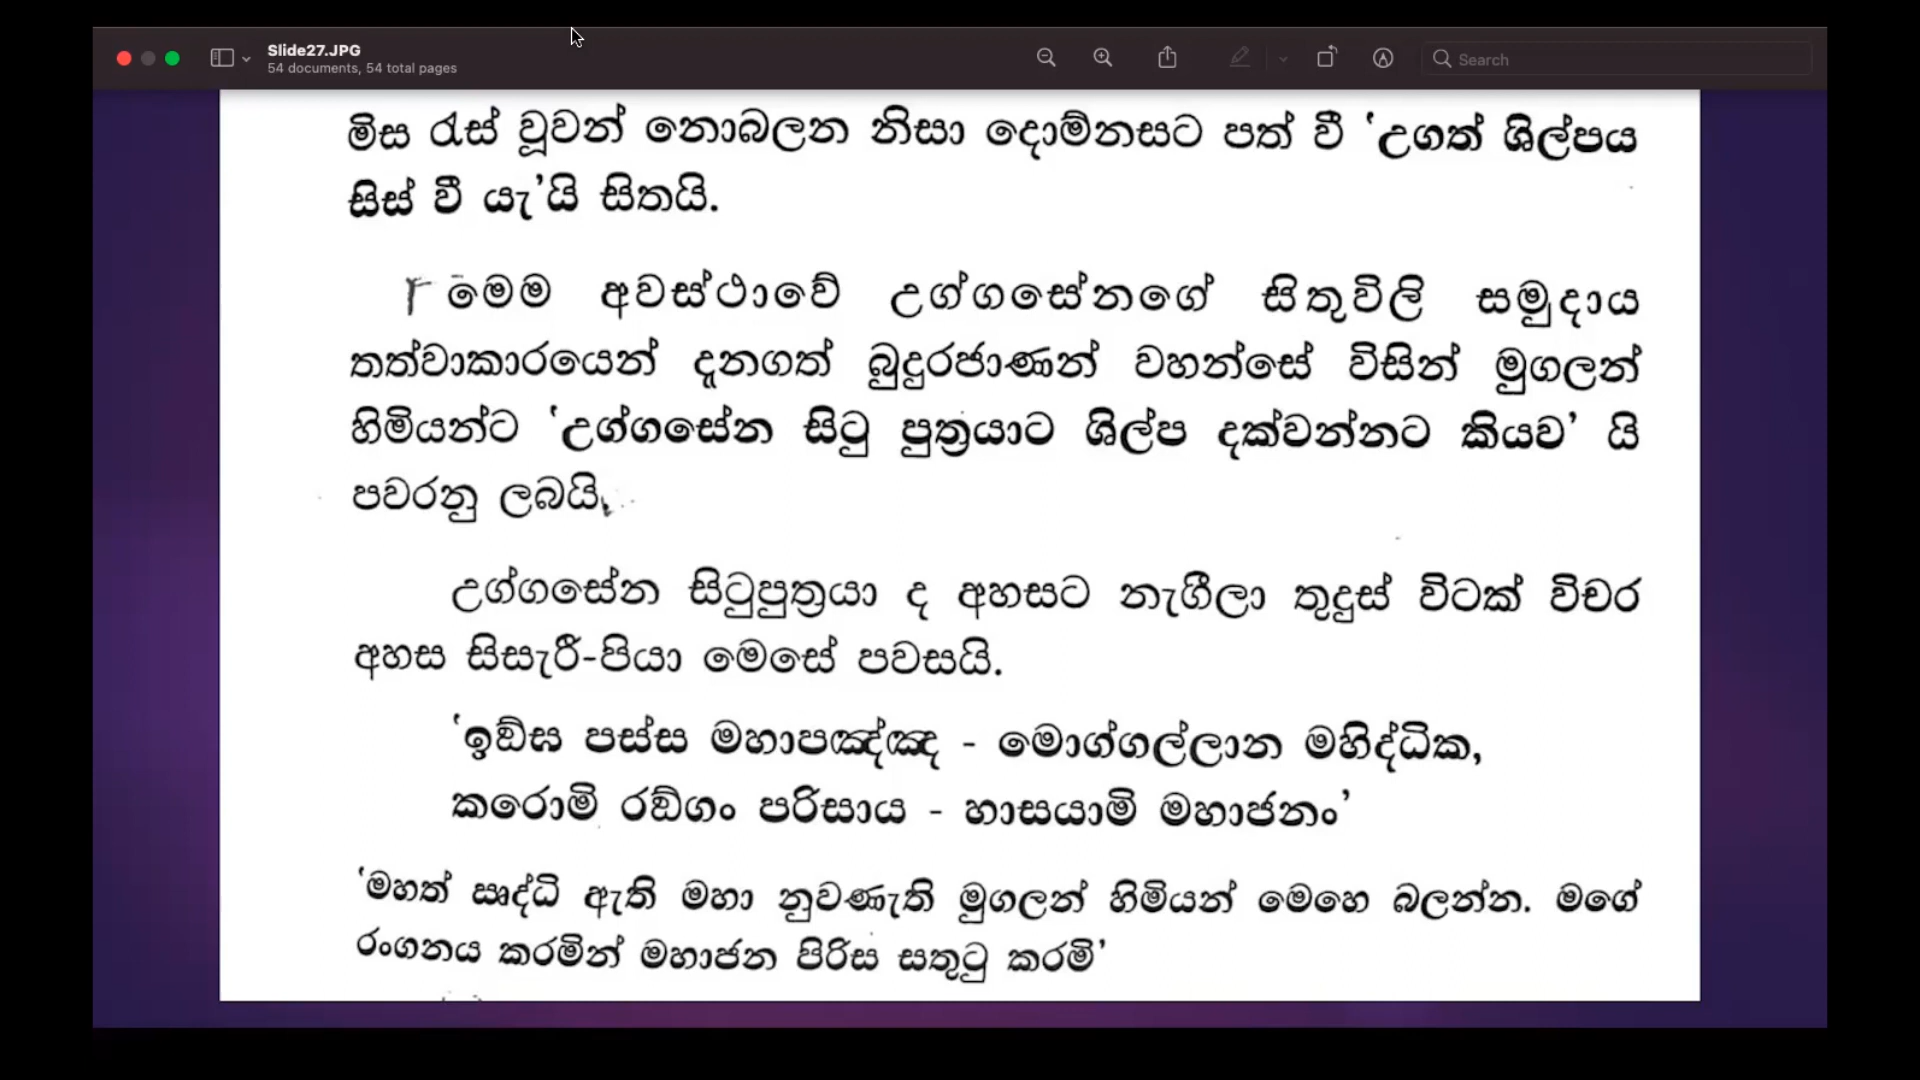 Slide27.JPG
54 documents, 54 total pages
Search
මිස රැස් වූවන් නොබලන නිසා දොම්නසට පත් වී ‘උගත් ශිල්පය
සිස් වී යැ’යි සිතයි.
මෙම අවස්ථාවේ උග්ගසේනගේ සිතුවිලි සමුදාය
තත්වාකාරයෙන් දැනගත් බුදුරජාණන් වහන්සේ විසින් මුගලන්
හිමියන්ට ‘උග්ගසේන සිටු පුත්‍රයාට ශිල්ප දක්වන්නට කියව’ යි
පවරනු ලබයි.
උග්ගසේන සිටුපුත්‍රයා ද අහසට නැගීලා තුදුස් විටක් විචර
අහස සිසැරී-පියා මෙසේ පවසයි.
‘ඉඞ්ඝ පස්ස මහාපඤ්ඤ - මොග්ගල්ලාන මහිද්ධික,
කරොමි රඞ්ගං පරිසාය - හාසයාමි මහාජනං’
‘මහත් ඍද්ධි ඇති මහා නුවණැති මුගලන් හිමියන් මෙහෙ බලන්න. මගේ
රංගනය කරමින් මහාජන පිරිස සතුටු කරමි’